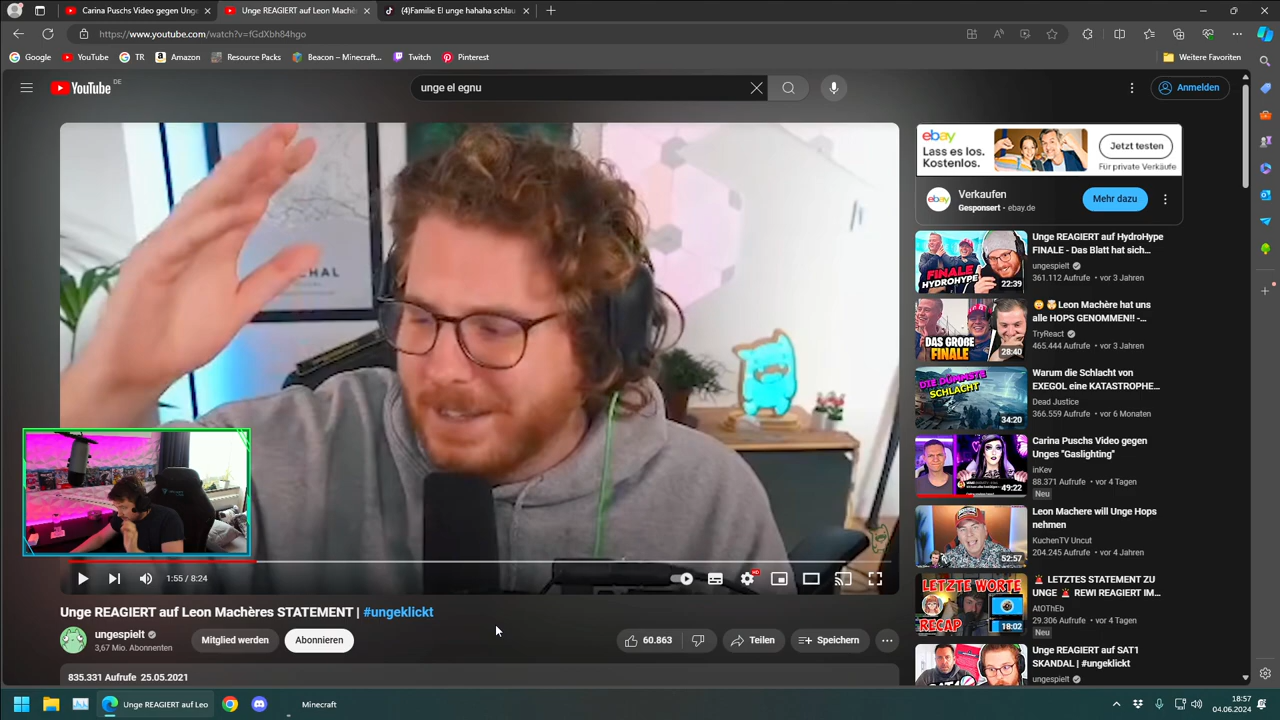 Carina Puschs Video gegen Unge
Unge REAGIERT auf Leon Machè
(4)Familie El unge hahaha schlau
https://www.youtube.com/watch?v=fGdXbh84hgo
Google
YouTube
TR
Amazon
Resource Packs
Beacon – Minecraft…
Twitch
Pinterest
Weitere Favoriten
YouTube
DE
unge el egnu
Anmelden
ebay
Lass es los.
Kostenlos.
Jetzt testen
Für private Verkäufe
ebay
Verkaufen
Gesponsert • ebay.de
Mehr dazu
FINALE
HYDROHYPE
22:39
Unge REAGIERT auf HydroHype
FINALE - Das Blatt hat sich…
ungespielt
361.112 Aufrufe • vor 3 Jahren
DAS GROßE
FINALE
28:40
Leon Machère hat uns
alle HOPS GENOMMEN!! -…
TryReact
465.444 Aufrufe • vor 3 Jahren
DIE DÜMMSTE
SCHLACHT
34:20
Warum die Schlacht von
EXEGOL eine KATASTROPHE…
Dead Justice
366.559 Aufrufe • vor 6 Monaten
49:22
Carina Puschs Video gegen
Unges "Gaslighting"
inKev
88.371 Aufrufe • vor 4 Tagen
Neu
52:57
Leon Machere will Unge Hops
nehmen
KuchenTV Uncut
204.245 Aufrufe • vor 4 Jahren
LETZTE WORTE
RECAP
18:02
LETZTES STATEMENT ZU
UNGE REWI REAGIERT IM…
AtOThEb
29.306 Aufrufe • vor 4 Tagen
Neu
Unge REAGIERT auf SAT1
SKANDAL | #ungeklickt
ungespielt
1:55 / 8:24
HD
Unge REAGIERT auf Leon Machères STATEMENT | #ungeklickt
ungespielt
3,67 Mio. Abonnenten
Mitglied werden
Abonnieren
60.863
Teilen
Speichern
835.331 Aufrufe 25.05.2021
Unge REAGIERT auf Leo
Minecraft
18:57
04.06.2024